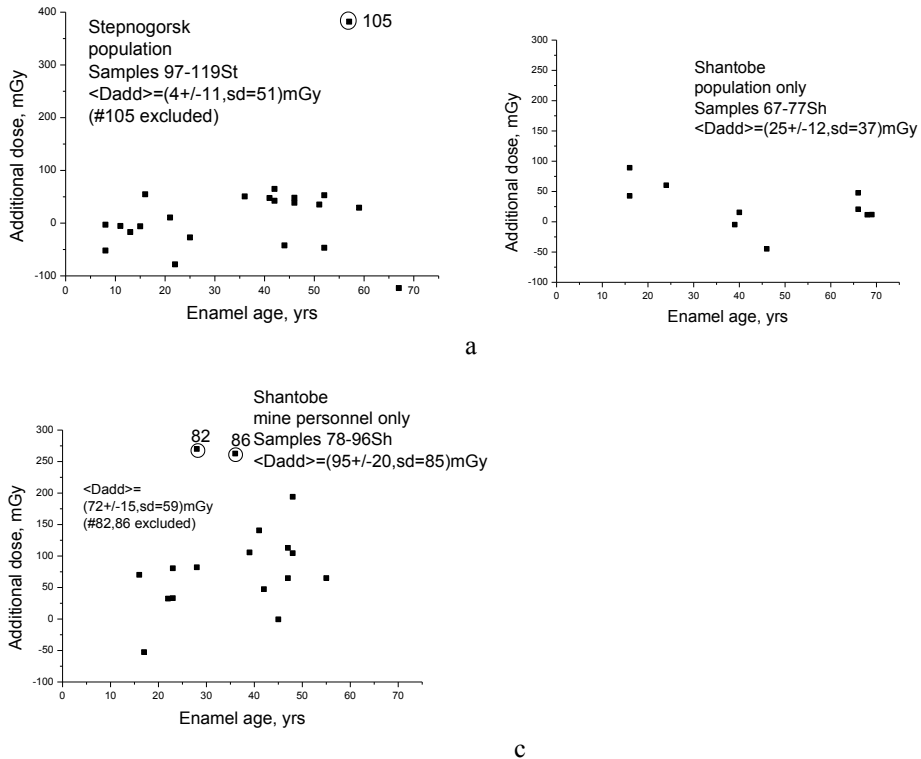 Stepnogorsk
population
Samples 97-119St
<Dadd>=(4+/-11,sd=51)mGy
(#105 excluded)
105
Additional dose, mGy
400
300
200
100
0
-100
0 10 20 30 40 50 60 70
Enamel age, yrs
Shantobe
population only
Samples 67-77Sh
<Dadd>=(25+/-12,sd=37)mGy
Additional dose, mGy
300
250
200
150
100
50
0
-50
-100
0 10 20 30 40 50 60 70
Enamel age, yrs
a
Shantobe
mine personnel only
Samples 78-96Sh
<Dadd>=(95+/-20,sd=85)mGy
82
86
<Dadd>=
(72+/-15,sd=59)mGy
(#82,86 excluded)
Additional dose, mGy
300
250
200
150
100
50
0
-50
-100
0 10 20 30 40 50 60 70
Enamel age, yrs
c